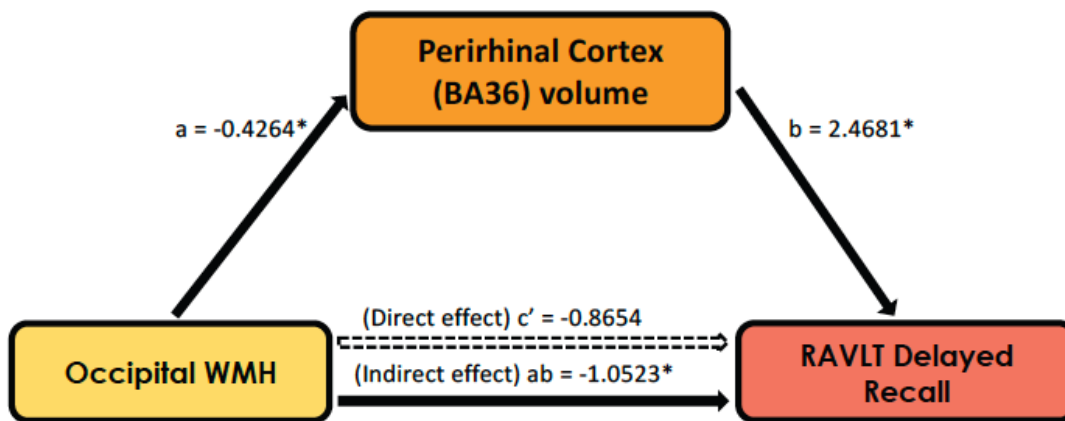 Perirhinal Cortex
(BA36) volume
a = -0.4264*
b = 2.4681*
(Direct effect) c’ = -0.8654
Occipital WMH
(Indirect effect) ab = -1.0523*
RAVLT Delayed
Recall